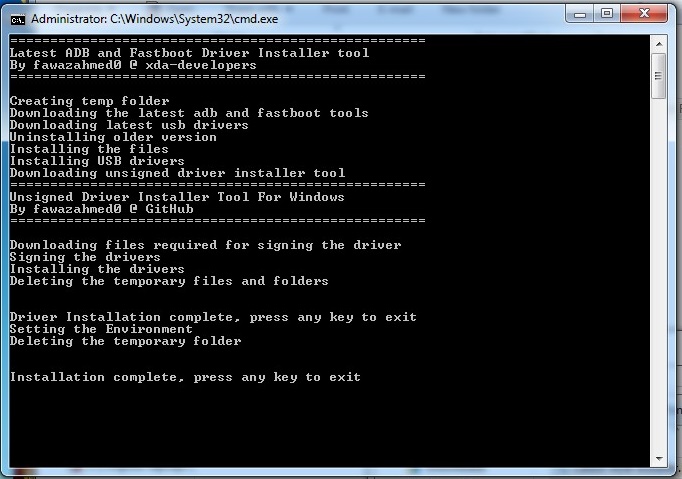 Administrator: C:\Windows\System32\cmd.exe
===================================================
Latest ADB and Fastboot Driver Installer tool
By fawazahmed0 @ xda-developers
===================================================
Creating temp folder
Downloading the latest adb and fastboot tools
Downloading latest usb drivers
Uninstalling older version
Installing the files
Installing USB drivers
Downloading unsigned driver installer tool
===================================================
Unsigned Driver Installer Tool For Windows
By fawazahmed0 @ GitHub
===================================================
Downloading files required for signing the driver
Signing the drivers
Installing the drivers
Deleting the temporary files and folders
Driver Installation complete, press any key to exit
Setting the Environment
Deleting the temporary folder
Installation complete, press any key to exit